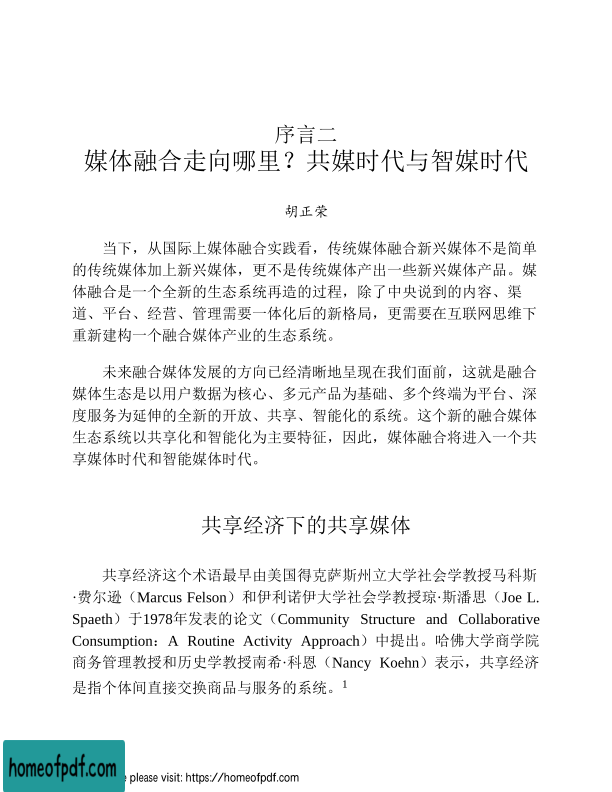 序言二
媒体融合走向哪里？共媒时代与智媒时代
胡正荣
当下，从国际上媒体融合实践看，传统媒体融合新兴媒体不是简单
的传统媒体加上新兴媒体，更不是传统媒体产出一些新兴媒体产品。媒
体融合是一个全新的生态系统再造的过程，除了中央说到的内容、渠
道、平台、经营、管理需要一体化后的新格局，更需要在互联网思维下
重新建构一个融合媒体产业的生态系统。
未来融合媒体发展的方向已经清晰地呈现在我们面前，这就是融合
媒体生态是以用户数据为核心、多元产品为基础、多个终端为平台、深
度服务为延伸的全新的开放、共享、智能化的系统。这个新的融合媒体
生态系统以共享化和智能化为主要特征，因此，媒体融合将进入一个共
享媒体时代和智能媒体时代。
共享经济下的共享媒体
共享经济这个术语最早由美国得克萨斯州立大学社会学教授马科斯
·费尔逊（Marcus Felson）和伊利诺伊大学社会学教授琼·斯潘思（Joe L.
Spaeth）于1978年发表的论文（Community Structure and Collaborative
Consumption：A Routine Activity Approach）中提出。哈佛大学商学院
商务管理教授和历史学教授南希·科恩（Nancy Koehn）表示，共享经济
是指个体间直接交换商品与服务的系统。1
homeofpdf.com
e please visit: https://homeofpdf.com